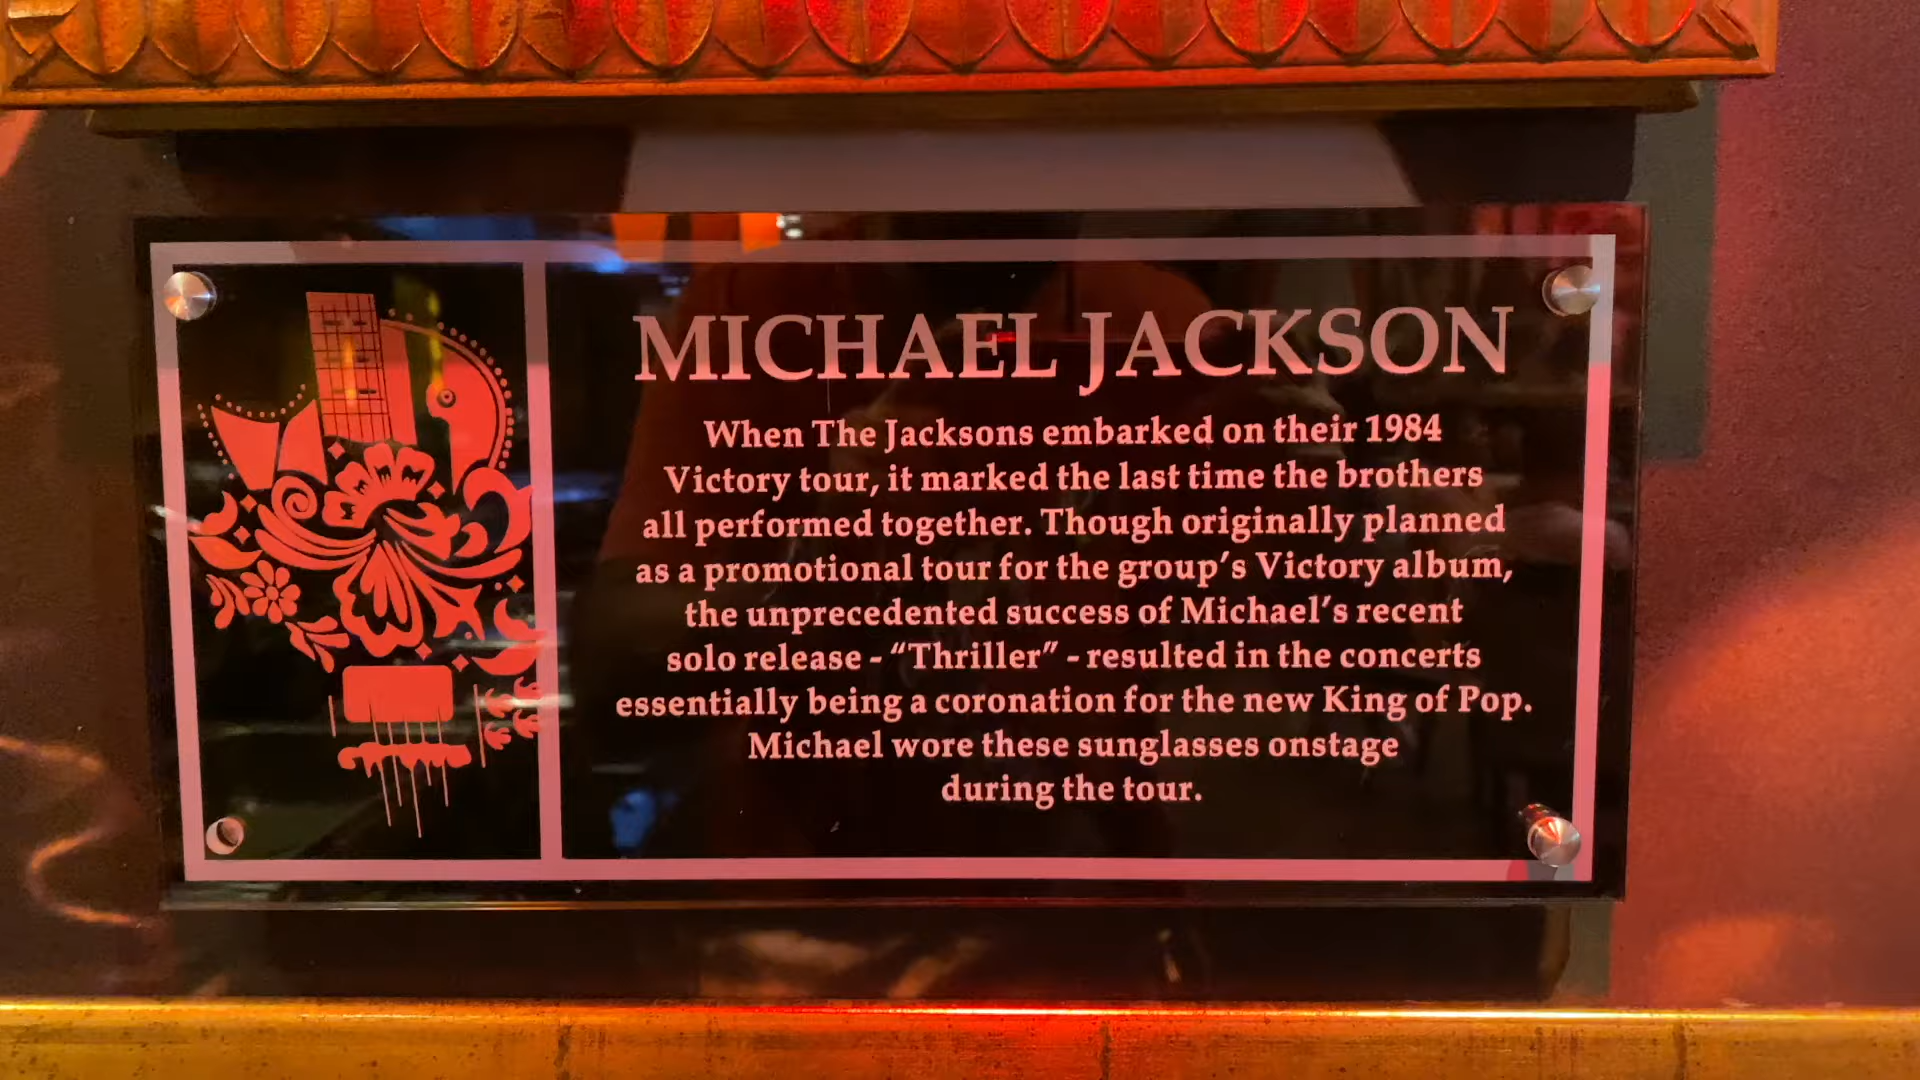 MICHAEL JACKSON
When The Jacksons embarked on their 1984
Victory tour, it marked the last time the brothers
all performed together. Though originally planned
as a promotional tour for the group's Victory album,
the unprecedented success of Michael's recent
solo release - "Thriller" - resulted in the concerts
essentially being a coronation for the new King of Pop.
Michael wore these sunglasses onstage
during the tour.